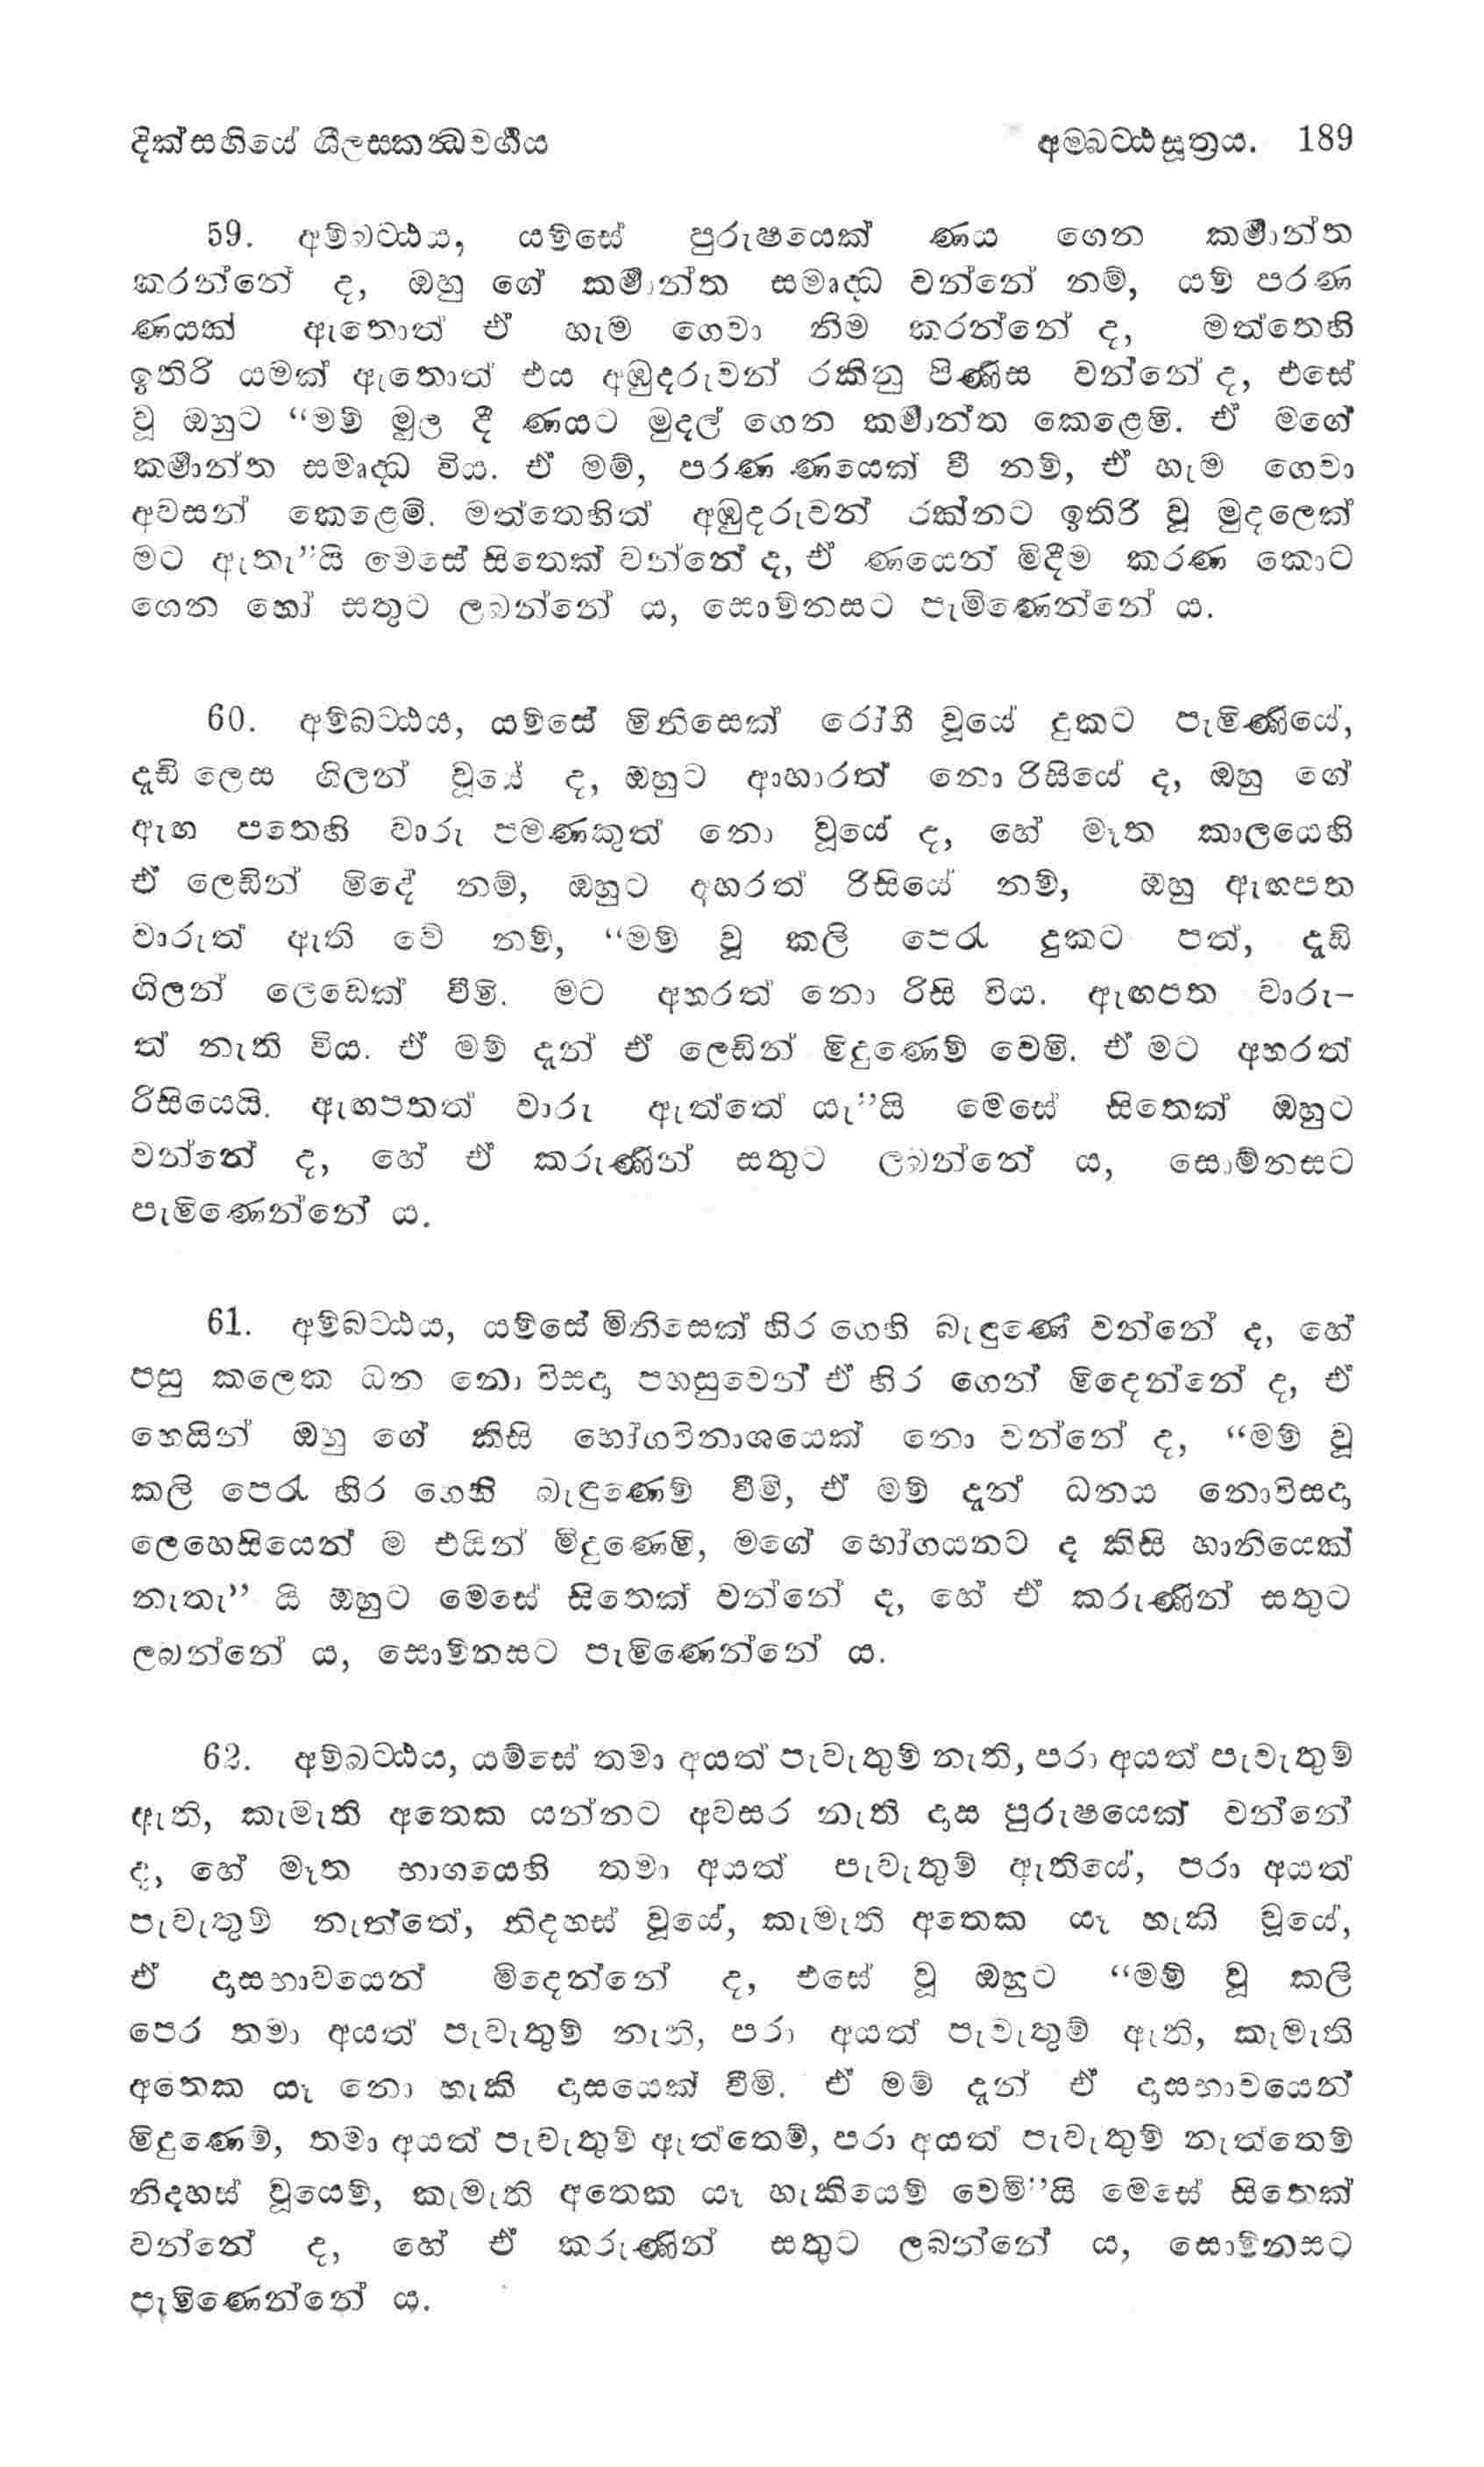 දික්සඟියේ ශීලස්කන්ධවර්ගය අම්බට්ඨසූත්‍රය. 189
59. අම්බට්ඨය, යම්සේ පුරුෂයෙක් ණය ගෙන කර්මාන්ත
කරන්නේ ද, ඔහු ගේ කර්මාන්ත සමෘද්ධ වන්නේ නම්, යම් පරණ
ණයක් ඇතොත් ඒ හැම ගෙවා නිම කරන්නේ ද, මත්තෙහි
ඉතිරි යමක් ඇතොත් එය අඹුදරුවන් රකිනු පිණිස වන්නේ ද, එසේ
වූ ඔහුට “මම් මුල දී ණයට මුදල් ගෙන කර්මාන්ත කෙළෙමි. ඒ මගේ
කර්මාන්ත සමෘද්ධ විය. ඒ මම්, පරණ ණයෙක් වී නම්, ඒ හැම ගෙවා
අවසන් කෙළෙමි. මත්තෙහිත් අඹුදරුවන් රක්නට ඉතිරි වූ මුදලෙක්
මට ඇතැ”යි මෙසේ සිතෙක් වන්නේ ද, ඒ ණයෙන් මිදීම කරණ කොට
ගෙන හෝ සතුට ලබන්නේ ය, සොම්නසට පැමිණෙන්නේ ය.
60. අම්බට්ඨය, යම්සේ මිනිසෙක් රෝගී වූයේ දුකට පැමිණියේ,
දැඩි ලෙස ගිලන් වූයේ ද, ඔහුට ආහාරත් නො රිසියේ ද, ඔහු ගේ
ඇඟ පතෙහි වාරු පමණකුත් නො වූයේ ද, හේ මෑත කාලයෙහි
ඒ ලෙඩින් මිදේ නම්, ඔහුට අහරත් රිසියේ නම්, ඔහු ඇඟපත
වාරුත් ඇති වේ නම්, “මම් වූ කලි පෙරැ දුකට පත්, දැඩි
ගිලන් ලෙඩෙක් වීමි. මට අහරත් නො රිසි විය. ඇඟපත වාරු–
ත් නැති විය. ඒ මම් දැන් ඒ ලෙඩින් මිදුණෙම් වෙමි. ඒ මට අහරත්
රිසියෙයි. ඇඟපතත් වාරු ඇත්තේ යැ”යි මෙසේ සිතෙක් ඔහුට
වන්නේ ද, හේ ඒ කරුණින් සතුට ලබන්නේ ය, සොම්නසට
පැමිණෙන්නේ ය.
61. අම්බට්ඨය, යම්සේ මිනිසෙක් හිර ගෙහි බැඳුණේ වන්නේ ද, හේ
පසු කලෙක ධන නො විසදා පහසුවෙන් ඒ හිර ගෙන් මිදෙන්නේ ද, ඒ
හෙයින් ඔහු ගේ කිසි භෝගවිනාශයෙක් නො වන්නේ ද, “මම් වූ
කලි පෙරැ හිර ගෙහි බැඳුණෙම් වීමි, ඒ මම් දැන් ධනය නොවිසදා
ලෙහෙසියෙන් ම එයින් මිදුණෙමි, මගේ භෝගයනට ද කිසි හානියෙක්
නැතැ” යි ඔහුට මෙසේ සිතෙක් වන්නේ ද, හේ ඒ කරුණින් සතුට
ලබන්නේ ය, සොම්නසට පැමිණෙන්නේ ය.
62. අම්බට්ඨය, යම්සේ තමා අයත් පැවැතුම් නැති, පරා අයත් පැවැතුම්
ඇති, කැමැති අතෙක යන්නට අවසර නැති දාස පුරුෂයෙක් වන්නේ
ද, හේ මෑත භාගයෙහි තමා අයත් පැවැතුම් ඇතියේ, පරා අයත්
පැවැතුම් නැත්තේ, නිදහස් වූයේ, කැමැති අතෙක යෑ හැකි වූයේ,
ඒ දාසභාවයෙන් මිදෙන්නේ ද, එසේ වූ ඔහුට “මම් වූ කලි
පෙර තමා අයත් පැවැතුම් නැති, පරා අයත් පැවැතුම් ඇති, කැමැති
අතෙක යෑ නො හැකි දාසයෙක් වීමි. ඒ මම් දැන් ඒ දාසභාවයෙන්
මිදුණෙම්, තමා අයත් පැවැතුම් ඇත්තෙම්, පරා අයත් පැවැතුම් නැත්තෙම්
නිදහස් වූයෙම්, කැමැති අතෙක යෑ හැකියෙම් වෙමි”යි මෙසේ සිතෙක්
වන්නේ ද, හේ ඒ කරුණින් සතුට ලබන්නේ ය, සොම්නසට
පැමිණෙන්නේ ය.